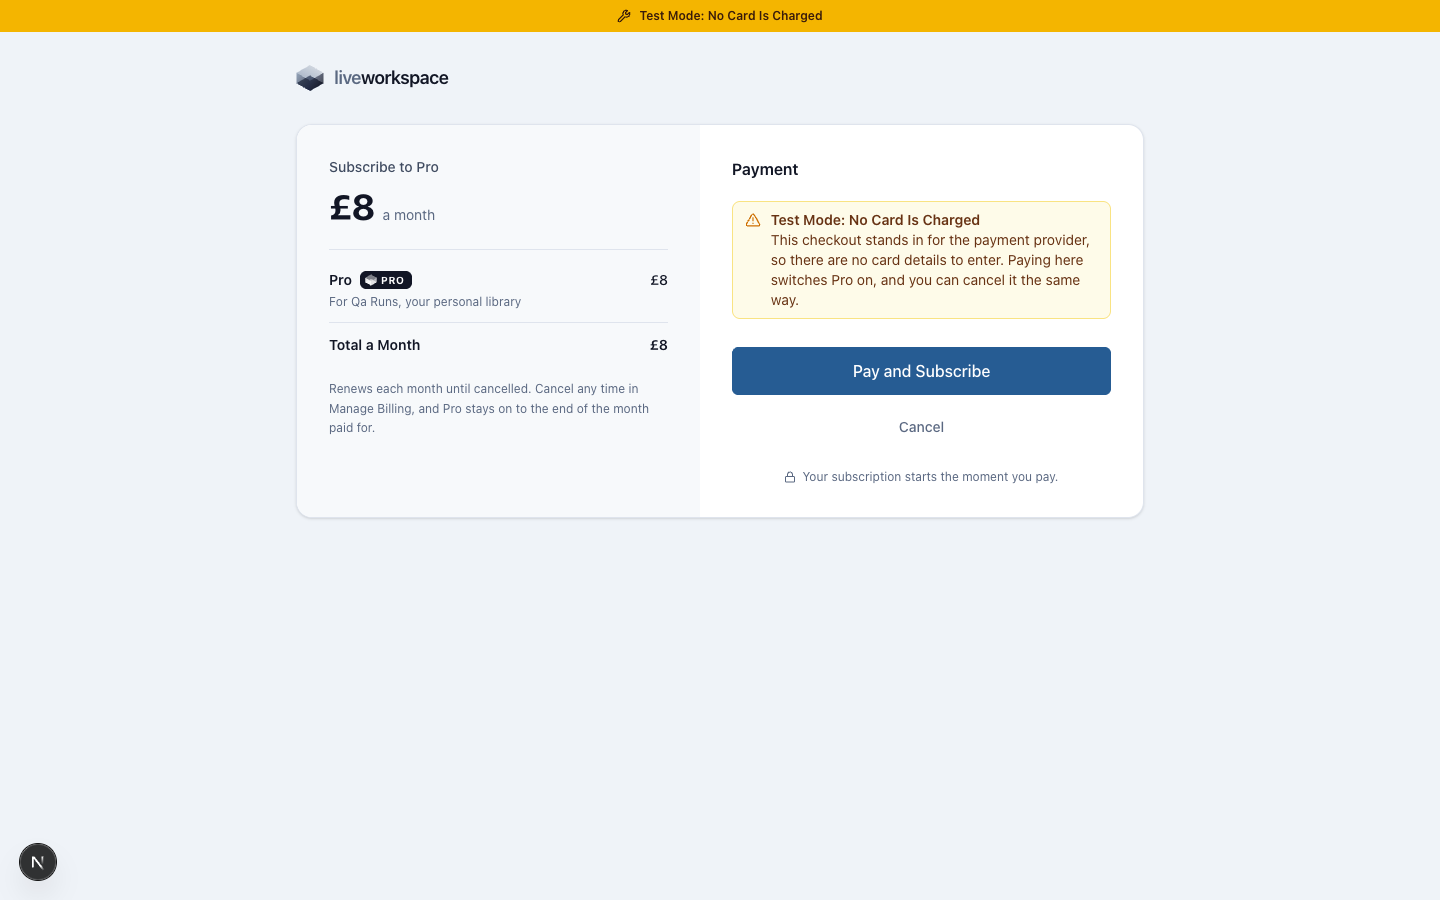 Test Mode: No Card Is Charged
liveworkspace
Subscribe to Pro
£8 a month
Pro PRO £8
For Qa Runs, your personal library
Total a Month £8
Renews each month until cancelled. Cancel any time in
Manage Billing, and Pro stays on to the end of the month
paid for.
Payment
Test Mode: No Card Is Charged
This checkout stands in for the payment provider,
so there are no card details to enter. Paying here
switches Pro on, and you can cancel it the same
way.
Pay and Subscribe
Cancel
Your subscription starts the moment you pay.
N